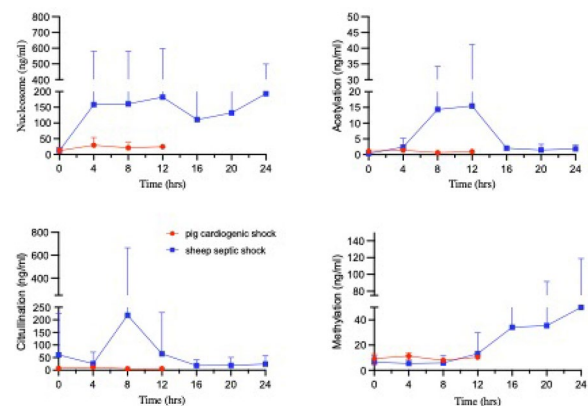 800
700
600
500
400
200
150
100
50
0
Nucleosome (ng/ml)
0 4 8 12 16 20 24
Time (hrs)
50
45
40
35
30
25
20
15
10
5
0
Acetylation (ng/ml)
0 4 8 12 16 20 24
Time (hrs)
pig cardiogenic shock
sheep septic shock
800
600
400
250
200
150
100
50
0
Citrullination (ng/ml)
0 4 8 12 16 20 24
Time (hrs)
140
120
100
80
60
40
20
0
Methylation (ng/ml)
0 4 8 12 16 20 24
Time (hrs)